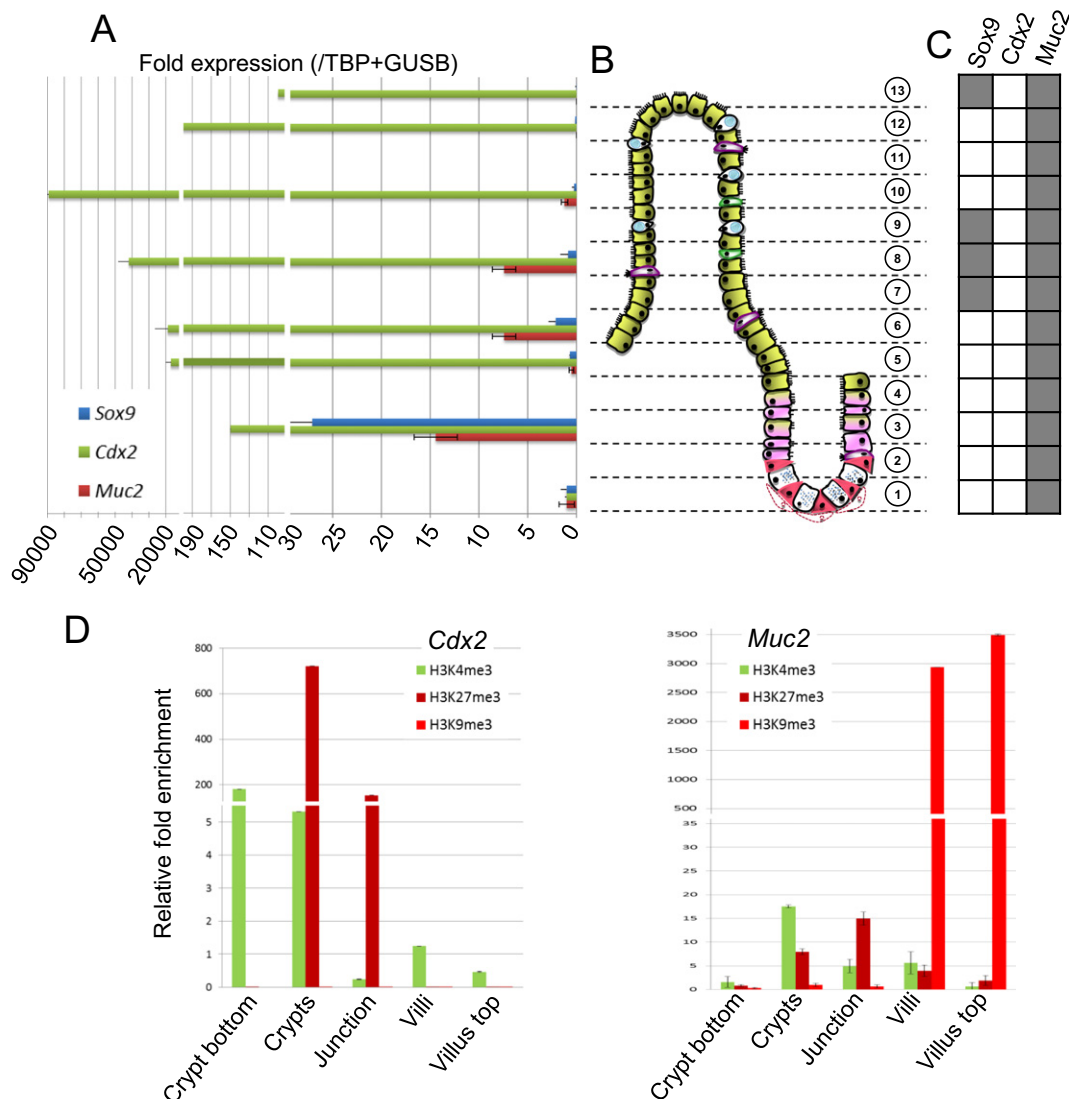 A
Fold expression (/TBP+GUSB)
Sox9
Cdx2
Muc2
90000
50000
20000
190
110
30
20
15
10
5
0
B
13
12
11
10
9
8
7
6
5
4
3
2
1
C
Sox9
Cdx2
Muc2
D
Relative fold enrichment
Cdx2
H3K4me3
H3K27me3
H3K9me3
800
600
400
200
5
4
3
2
1
0
Crypt bottom
Crypts
Junction
Villi
Villus top
Muc2
H3K4me3
H3K27me3
H3K9me3
3500
3000
2500
2000
1500
1000
500
35
30
25
20
15
10
5
0
Crypt bottom
Crypts
Junction
Villi
Villus top